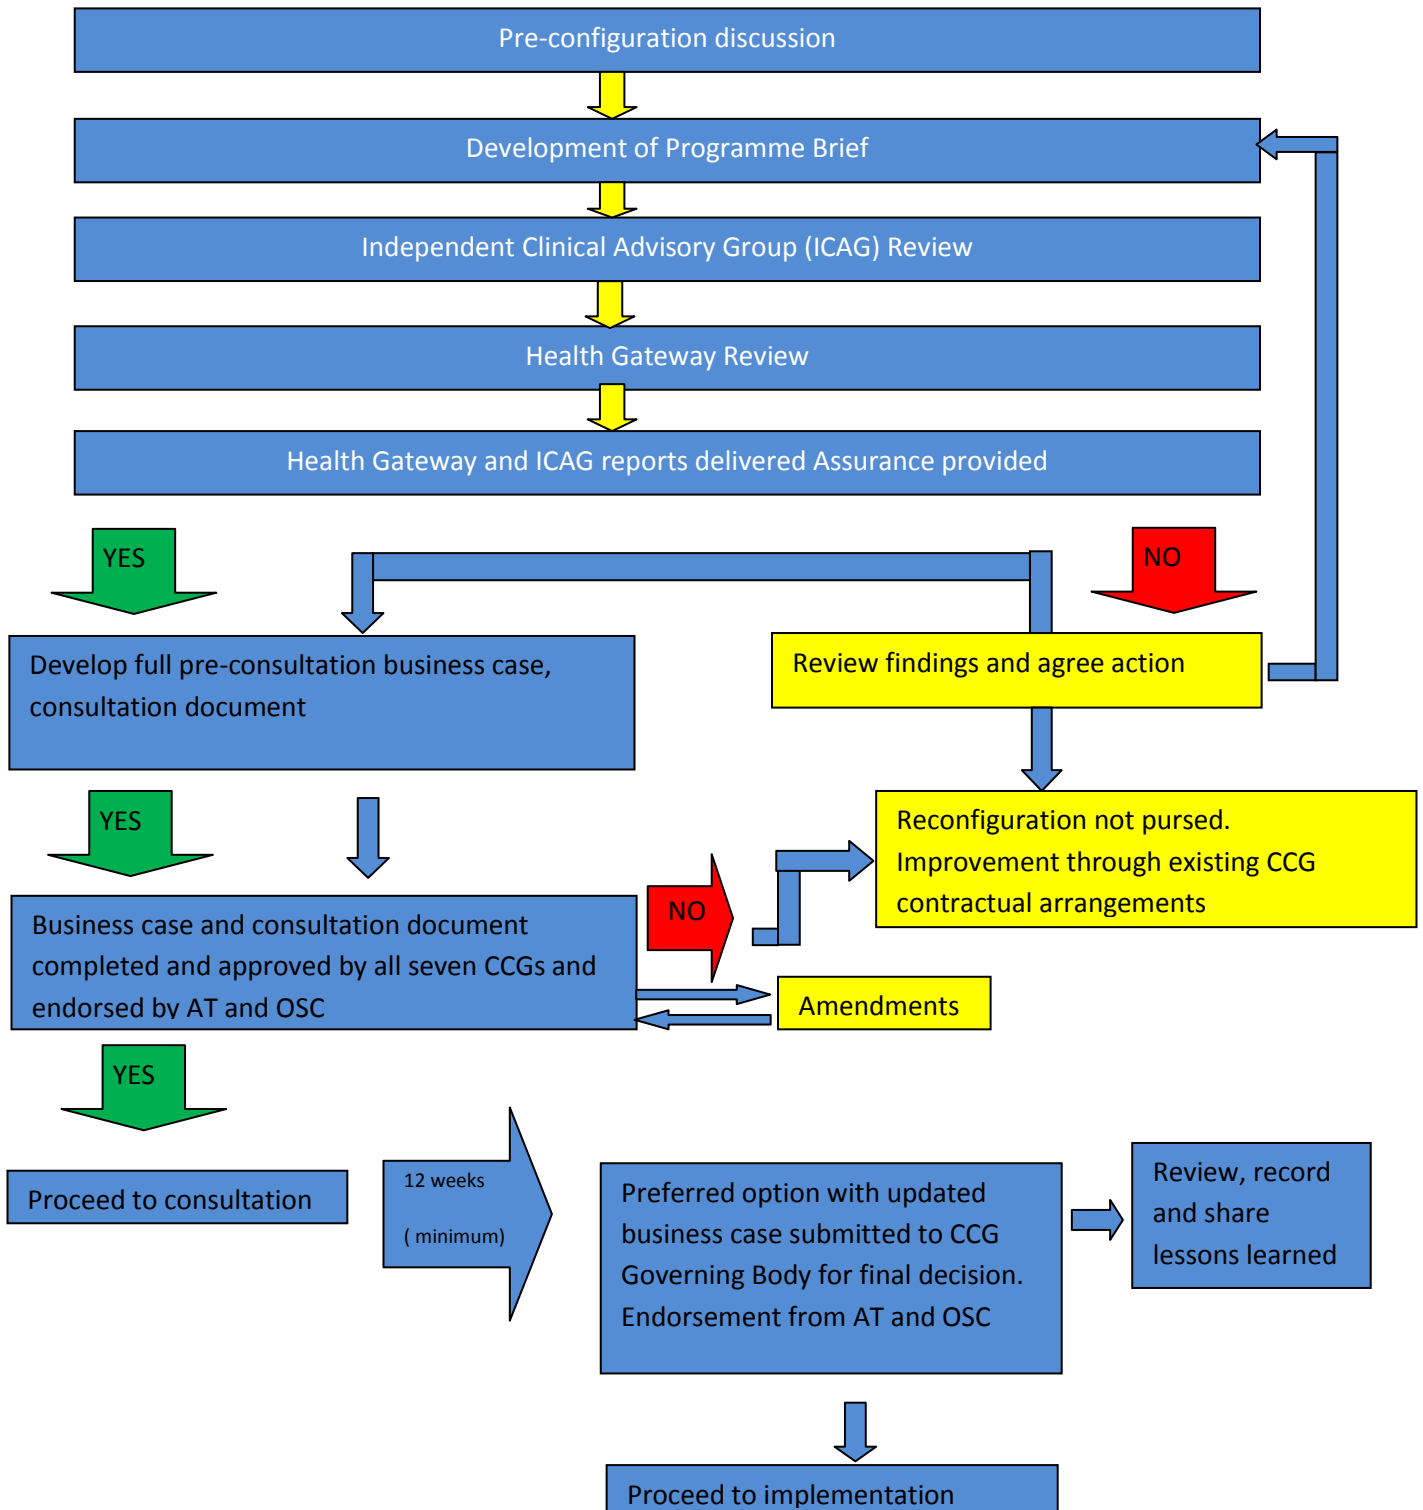 Pre-configuration discussion
Development of Programme Brief
Independent Clinical Advisory Group (ICAG) Review
Health Gateway Review
Health Gateway and ICAG reports delivered Assurance provided
YES
NO
Develop full pre-consultation business case,
consultation document
Review findings and agree action
YES
Reconfiguration not pursed.
Improvement through existing CCG
contractual arrangements
NO
Business case and consultation document
completed and approved by all seven CCGs and
endorsed by AT and OSC
Amendments
YES
Proceed to consultation
12 weeks
( minimum)
Preferred option with updated
business case submitted to CCG
Governing Body for final decision.
Endorsement from AT and OSC
Review, record
and share
lessons learned
Proceed to implementation